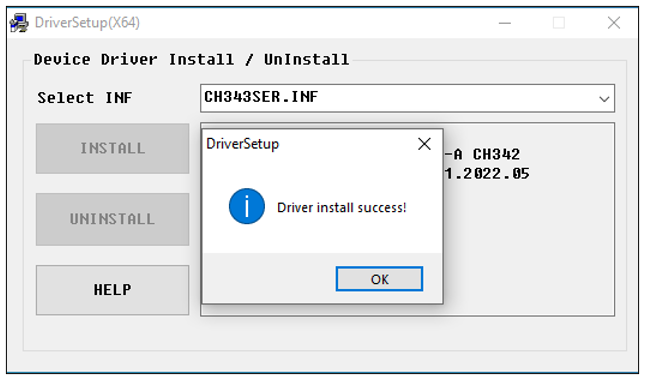 DriverSetup(X64)
Device Driver Install / UnInstall
Select INF
CH343SER.INF
INSTALL
UNINSTALL
HELP
-A CH342
1.2022.05
DriverSetup
Driver install success!
OK